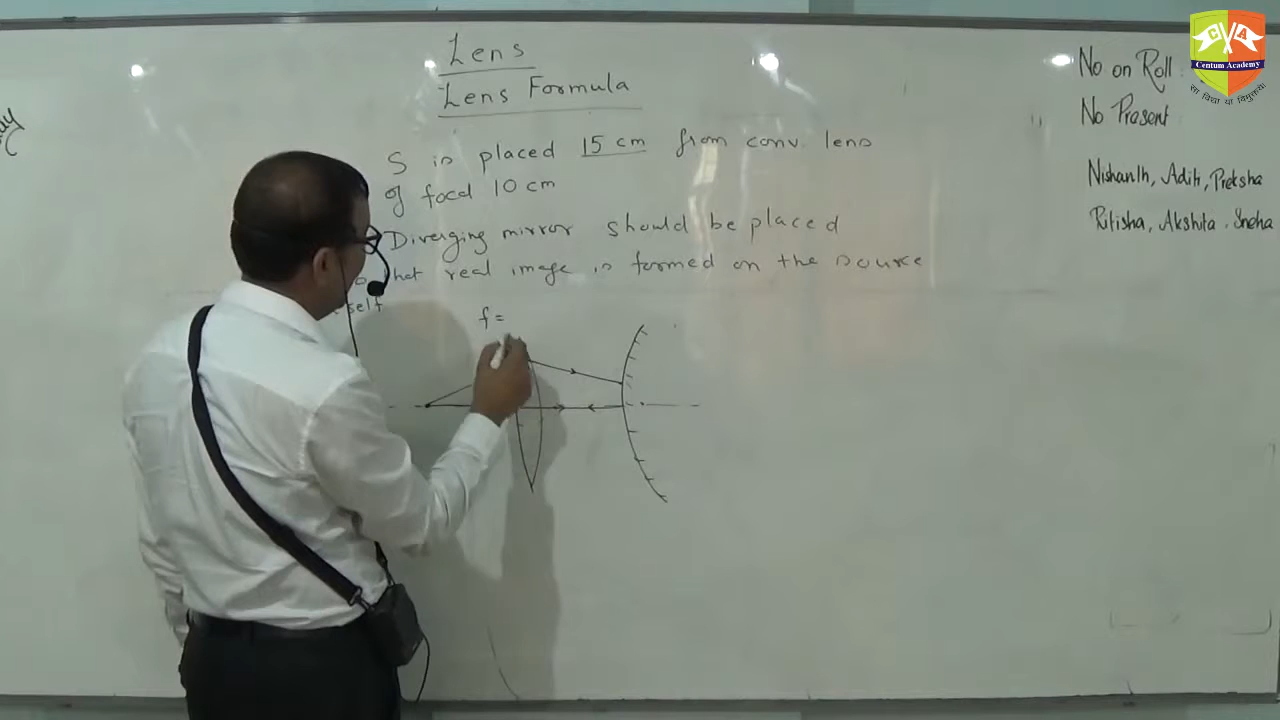 Lens
Lens Formula
S is placed 15 cm from conv. lens
of focal 10 cm
Diverging mirror should be placed
hat real image is formed on the source
self
f =
No on Roll
No Present
Nishanth, Aditi, Preksha
Ritisha, Akshita, Sneha
C A
Centum Academy
सा विद्या या विमुक्तये